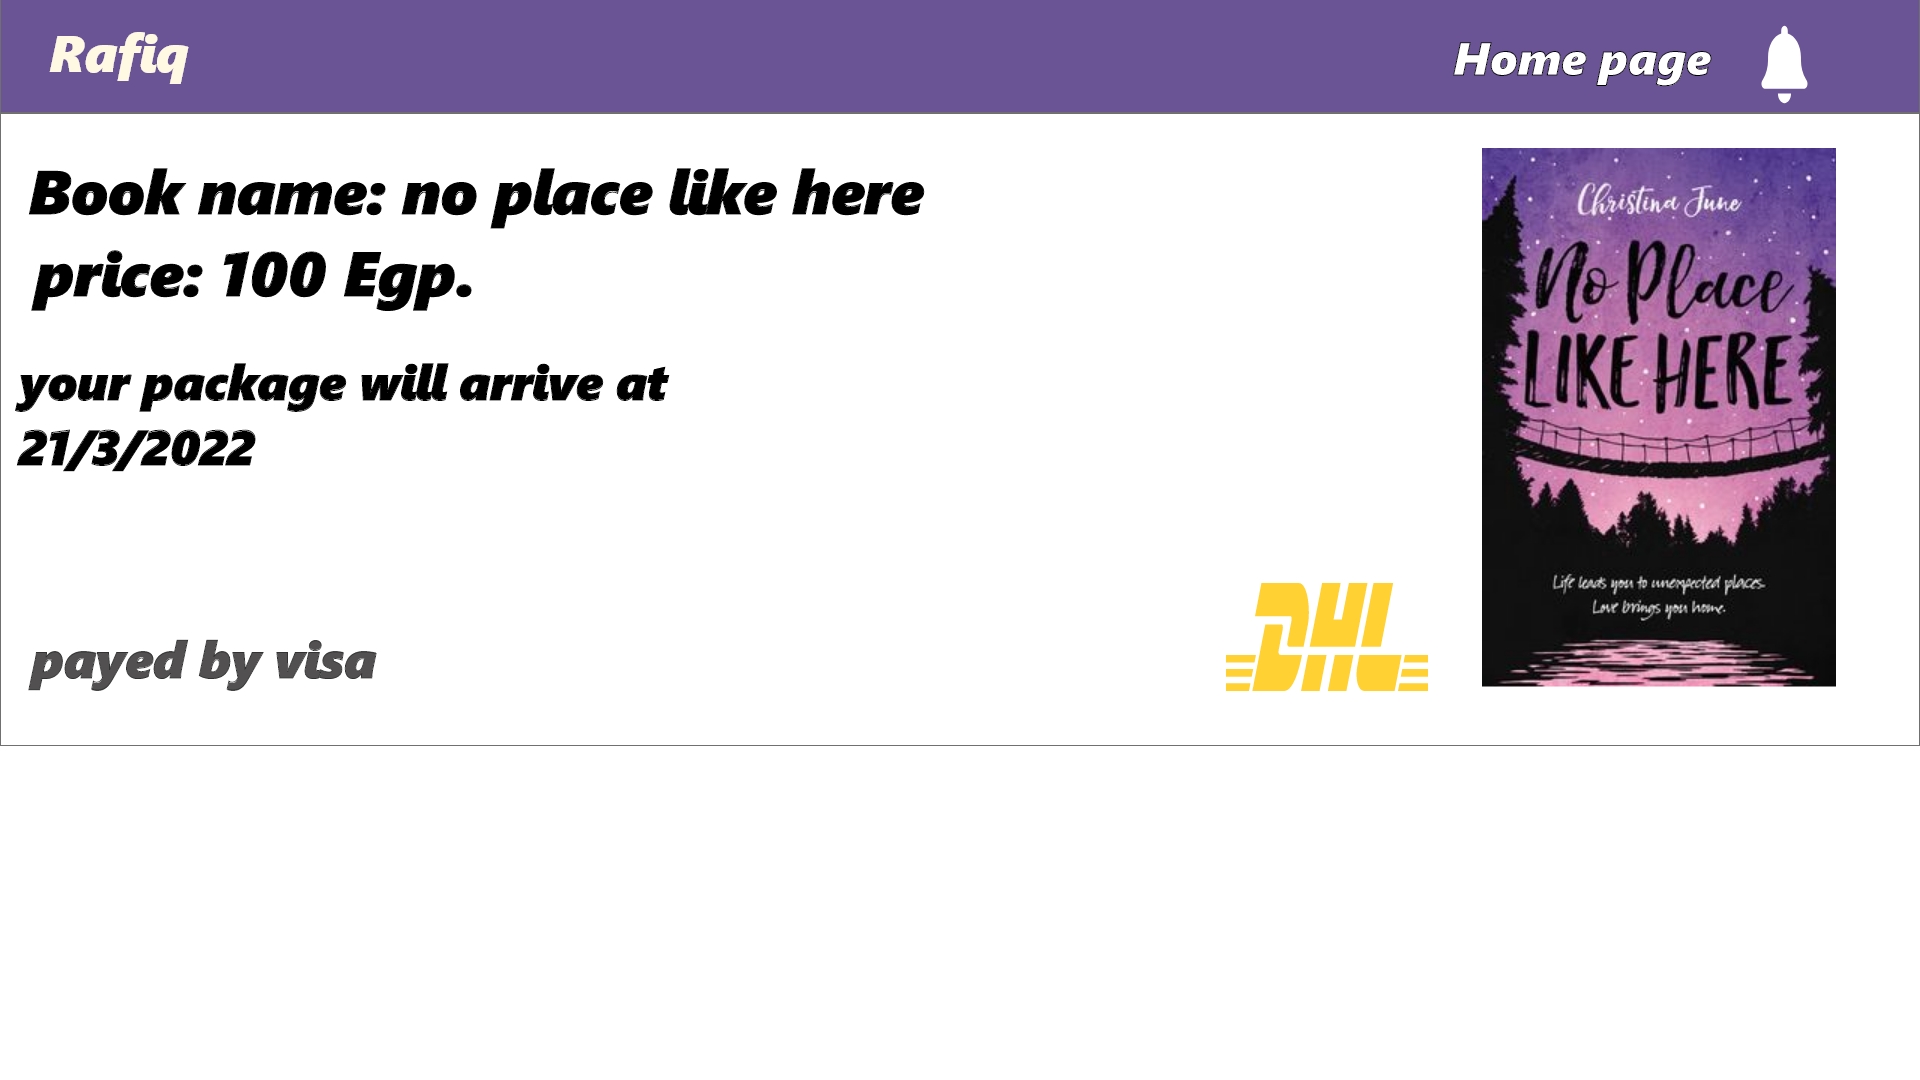 Rafiq
Home page
Book name: no place like here
price: 100 Egp.
your package will arrive at
21/3/2022
payed by visa
DHL
Christina June
No Place
LIKE HERE
Life leads you to unexpected places.
Love brings you home.